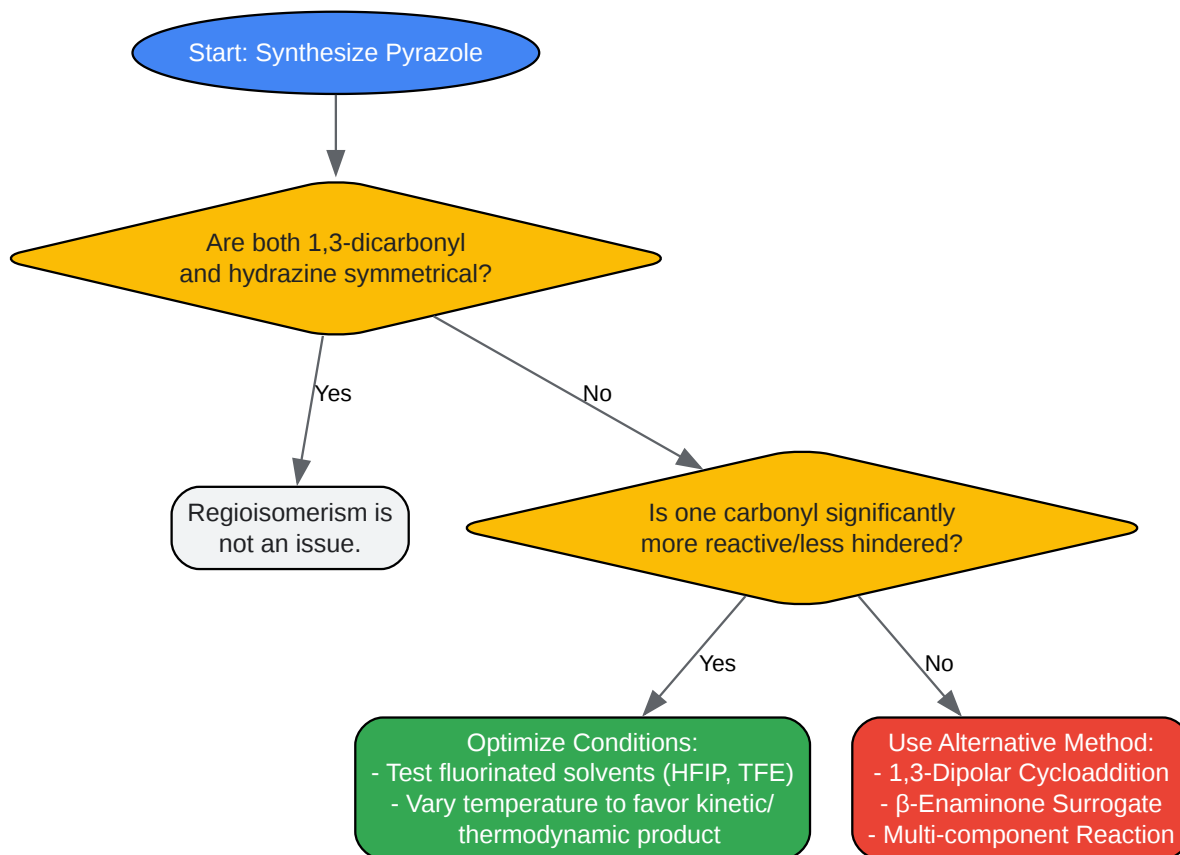 Start: Synthesize Pyrazole
Are both 1,3-dicarbonyl
and hydrazine symmetrical?
Yes
No
Regioisomerism is
not an issue.
Is one carbonyl significantly
more reactive/less hindered?
Yes
No
Optimize Conditions:
- Test fluorinated solvents (HFIP, TFE)
- Vary temperature to favor kinetic/
thermodynamic product
Use Alternative Method:
- 1,3-Dipolar Cycloaddition
- β-Enaminone Surrogate
- Multi-component Reaction